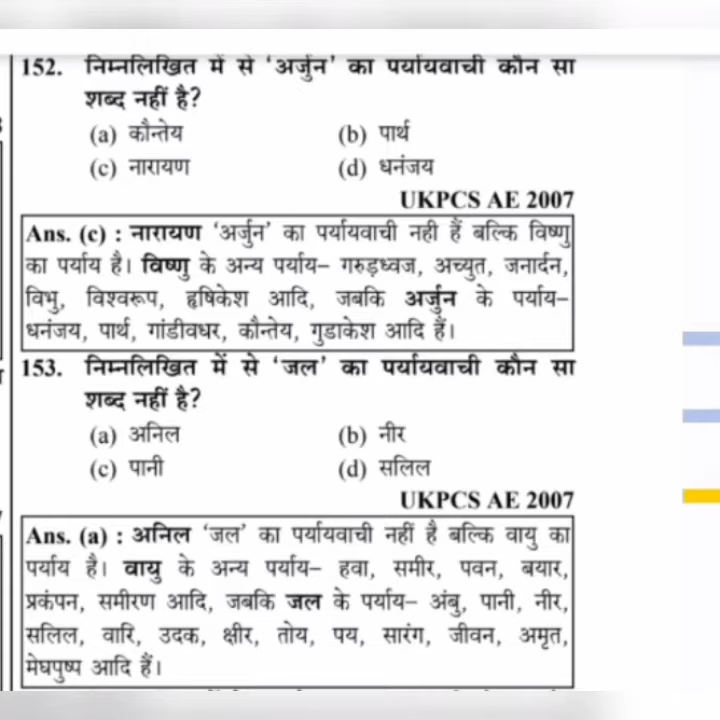 152. निम्नलिखित में से ‘अर्जुन’ का पर्यायवाची कौन सा
शब्द नहीं है?
(a) कौन्तेय (b) पार्थ
(c) नारायण (d) धनंजय
UKPCS AE 2007
Ans. (c) : नारायण ‘अर्जुन’ का पर्यायवाची नही हैं बल्कि विष्णु
का पर्याय है। विष्णु के अन्य पर्याय– गरुड़ध्वज, अच्युत, जनार्दन,
विभु, विश्वरूप, हृषिकेश आदि, जबकि अर्जुन के पर्याय–
धनंजय, पार्थ, गांडीवधर, कौन्तेय, गुडाकेश आदि हैं।
153. निम्नलिखित में से ‘जल’ का पर्यायवाची कौन सा
शब्द नहीं है?
(a) अनिल (b) नीर
(c) पानी (d) सलिल
UKPCS AE 2007
Ans. (a) : अनिल ‘जल’ का पर्यायवाची नहीं है बल्कि वायु का
पर्याय है। वायु के अन्य पर्याय– हवा, समीर, पवन, बयार,
प्रकंपन, समीरण आदि, जबकि जल के पर्याय– अंबु, पानी, नीर,
सलिल, वारि, उदक, क्षीर, तोय, पय, सारंग, जीवन, अमृत,
मेघपुष्प आदि हैं।